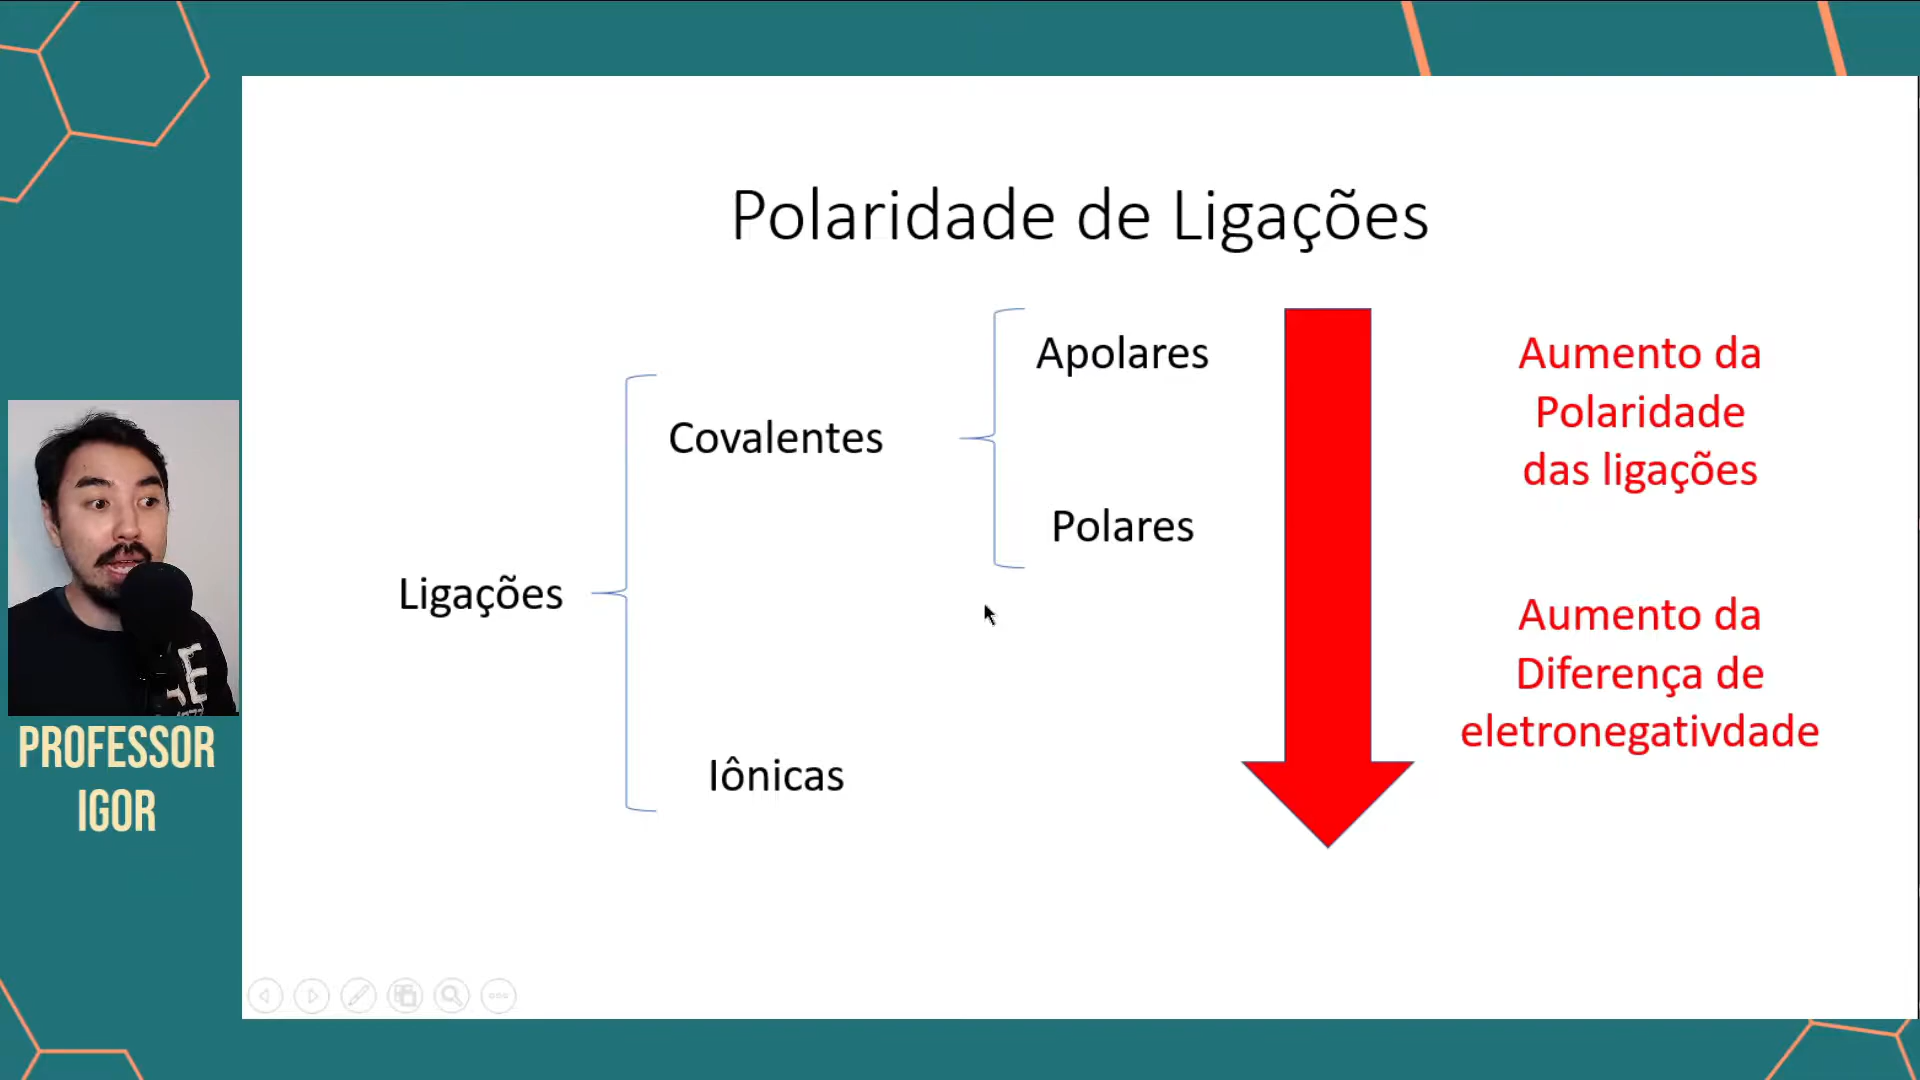 Polaridade de Ligações
Apolares
Covalentes
Polares
Ligações
Iônicas
Aumento da
Polaridade
das ligações
Aumento da
Diferença de
eletronegativdade
PROFESSOR
IGOR